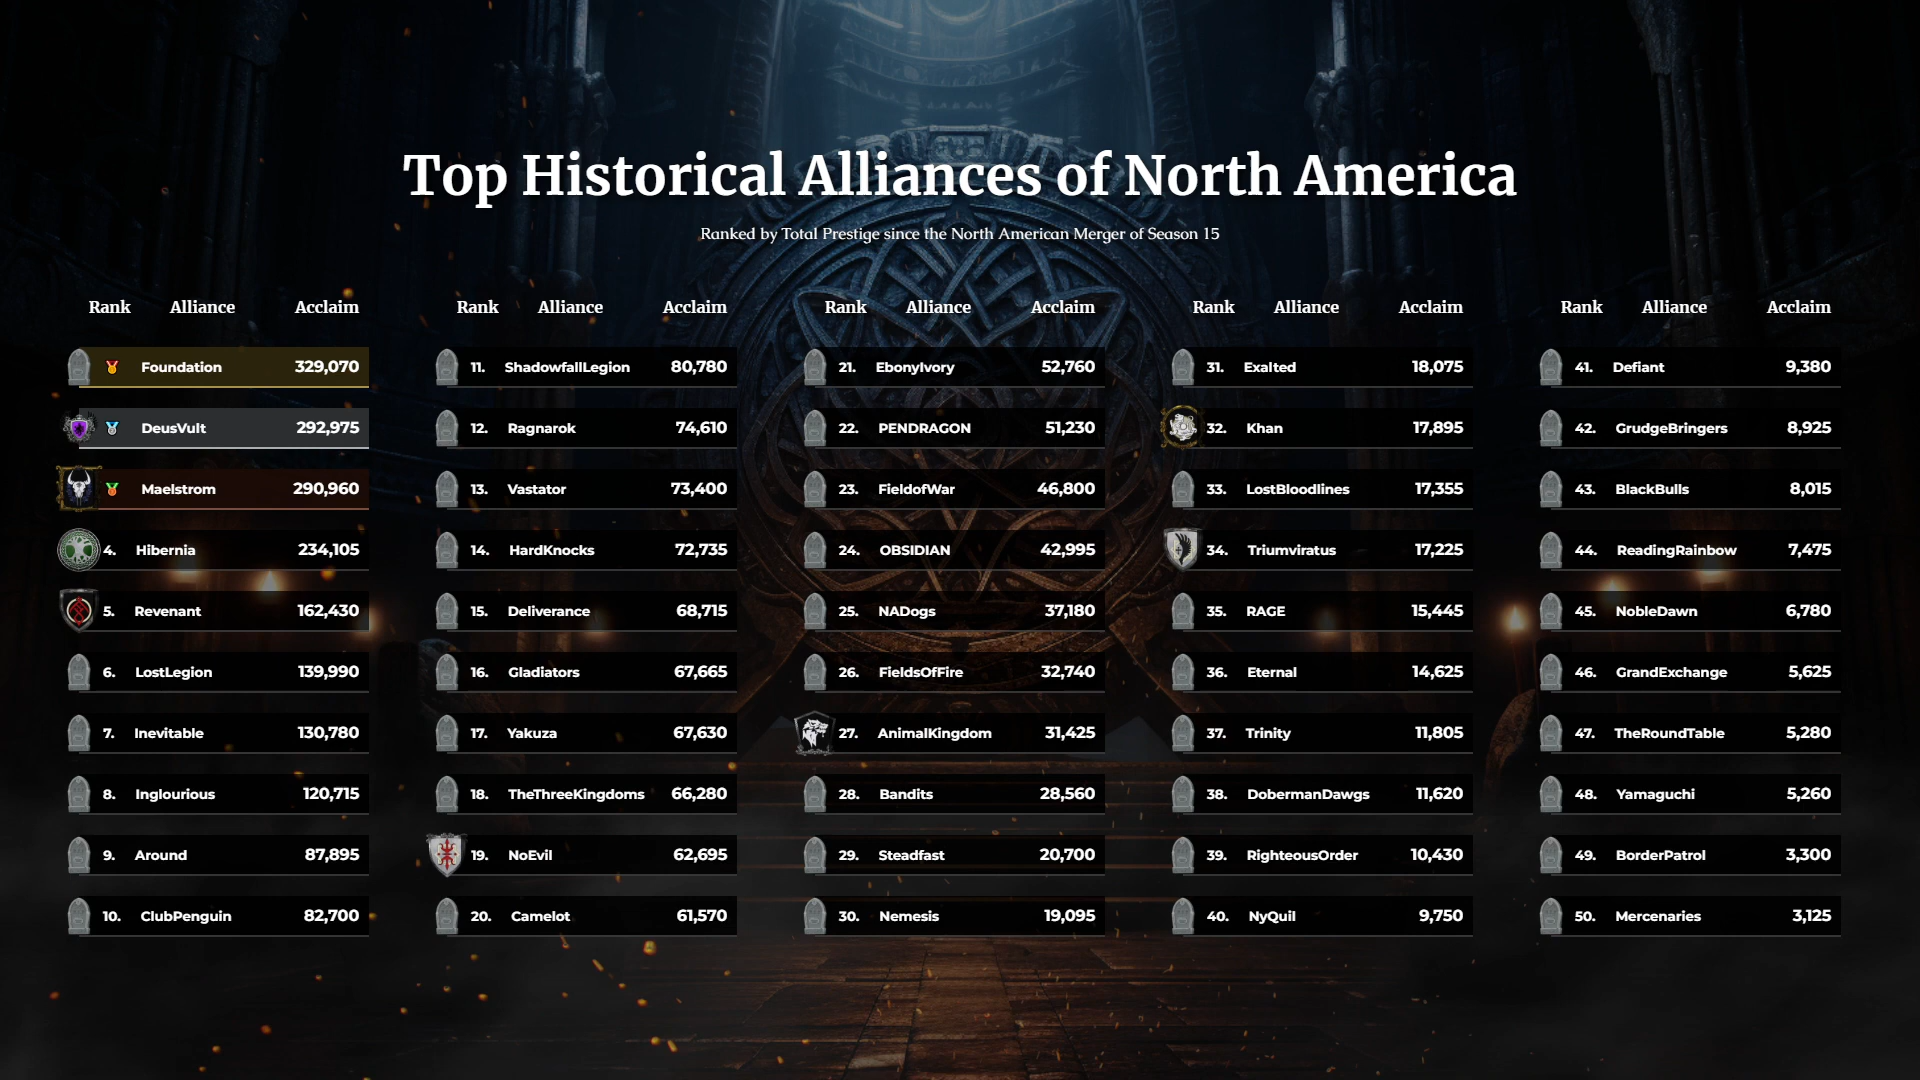 Top Historical Alliances of North America
Ranked by Total Prestige since the North American Merger of Season 15
Rank Alliance Acclaim
Foundation 329,070
DeusVult 292,975
Maelstrom 290,960
4. Hibernia 234,105
5. Revenant 162,430
6. LostLegion 139,990
7. Inevitable 130,780
8. Inglourious 120,715
9. Around 87,895
10. ClubPenguin 82,700
Rank Alliance Acclaim
11. ShadowfallLegion 80,780
12. Ragnarok 74,610
13. Vastator 73,400
14. HardKnocks 72,735
15. Deliverance 68,715
16. Gladiators 67,665
17. Yakuza 67,630
18. TheThreeKingdoms 66,280
19. NoEvil 62,695
20. Camelot 61,570
Rank Alliance Acclaim
21. EbonyIvory 52,760
22. PENDRAGON 51,230
23. FieldofWar 46,800
24. OBSIDIAN 42,995
25. NADogs 37,180
26. FieldsOfFire 32,740
27. AnimalKingdom 31,425
28. Bandits 28,560
29. Steadfast 20,700
30. Nemesis 19,095
Rank Alliance Acclaim
31. Exalted 18,075
32. Khan 17,895
33. LostBloodlines 17,355
34. Triumviratus 17,225
35. RAGE 15,445
36. Eternal 14,625
37. Trinity 11,805
38. DobermanDawgs 11,620
39. RighteousOrder 10,430
40. NyQuil 9,750
Rank Alliance Acclaim
41. Defiant 9,380
42. GrudgeBringers 8,925
43. BlackBulls 8,015
44. ReadingRainbow 7,475
45. NobleDawn 6,780
46. GrandExchange 5,625
47. TheRoundTable 5,280
48. Yamaguchi 5,260
49. BorderPatrol 3,300
50. Mercenaries 3,125